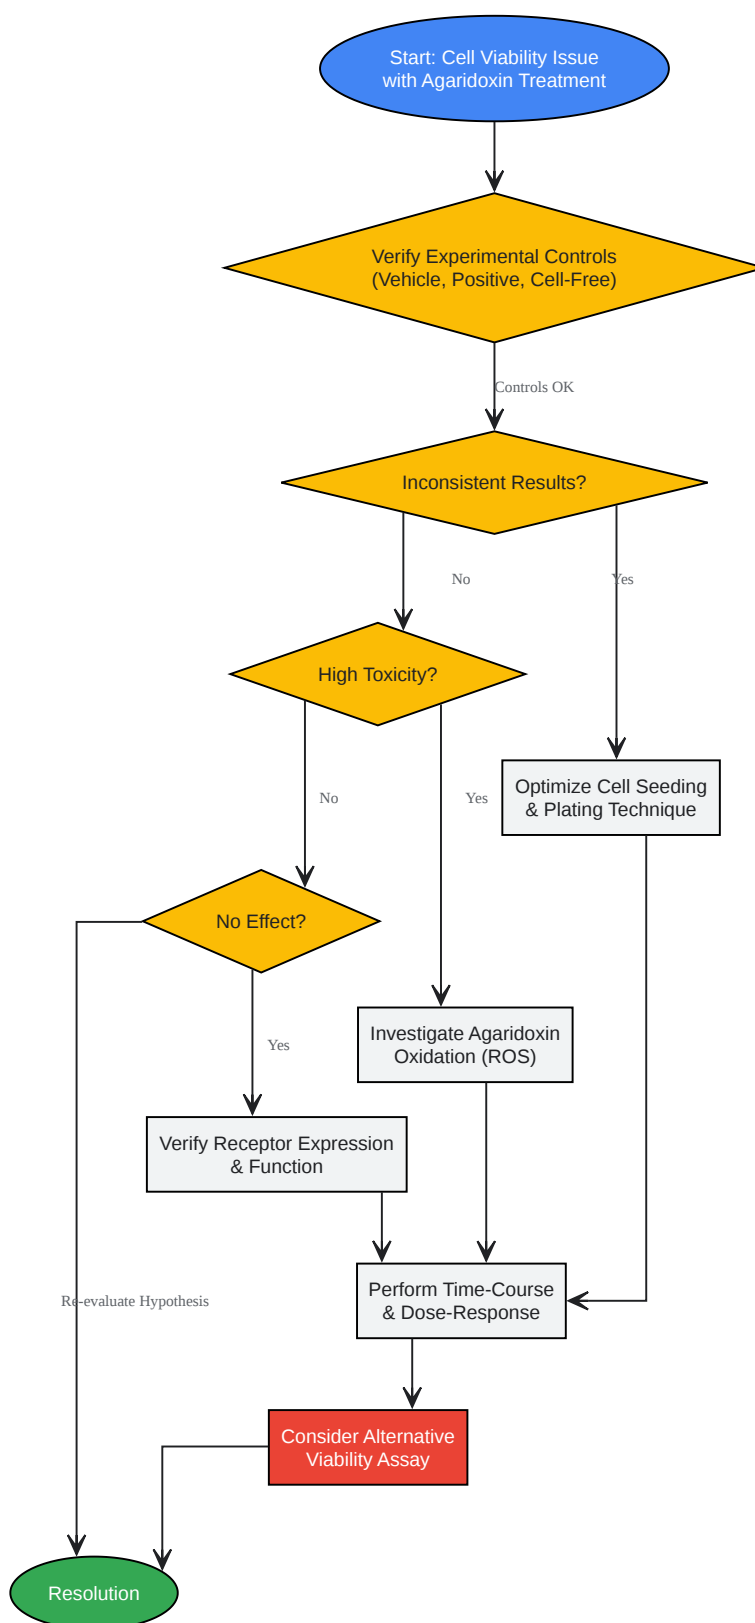 Start: Cell Viability Issue
with Agaridoxin Treatment
Verify Experimental Controls
(Vehicle, Positive, Cell-Free)
Controls OK
Inconsistent Results?
No
Yes
High Toxicity?
No
Yes
Optimize Cell Seeding
& Plating Technique
No Effect?
Yes
Investigate Agaridoxin
Oxidation (ROS)
Verify Receptor Expression
& Function
Re-evaluate Hypothesis
Perform Time-Course
& Dose-Response
Consider Alternative
Viability Assay
Resolution